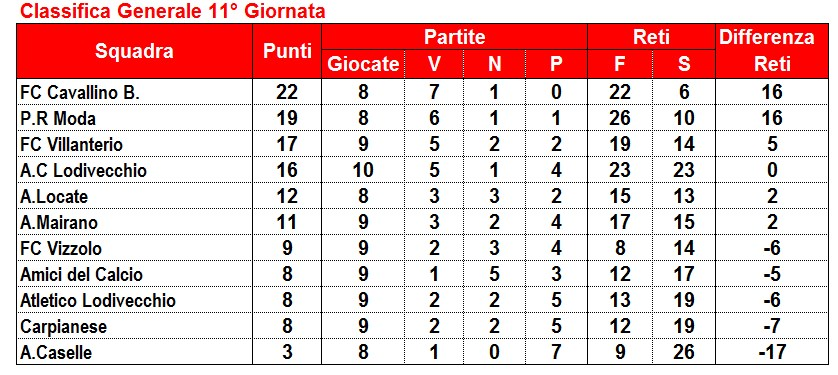 Classifica Generale 11° Giornata
Squadra Punti Partite Reti Differenza Reti
Giocate V N P F S
FC Cavallino B. 22 8 7 1 0 22 6 16
P.R Moda 19 8 6 1 1 26 10 16
FC Villanterio 17 9 5 2 2 19 14 5
A.C Lodivecchio 16 10 5 1 4 23 23 0
A.Locate 12 8 3 3 2 15 13 2
A.Mairano 11 9 3 2 4 17 15 2
FC Vizzolo 9 9 2 3 4 8 14 -6
Amici del Calcio 8 9 1 5 3 12 17 -5
Atletico Lodivecchio 8 9 2 2 5 13 19 -6
Carpianese 8 9 2 2 5 12 19 -7
A.Caselle 3 8 1 0 7 9 26 -17